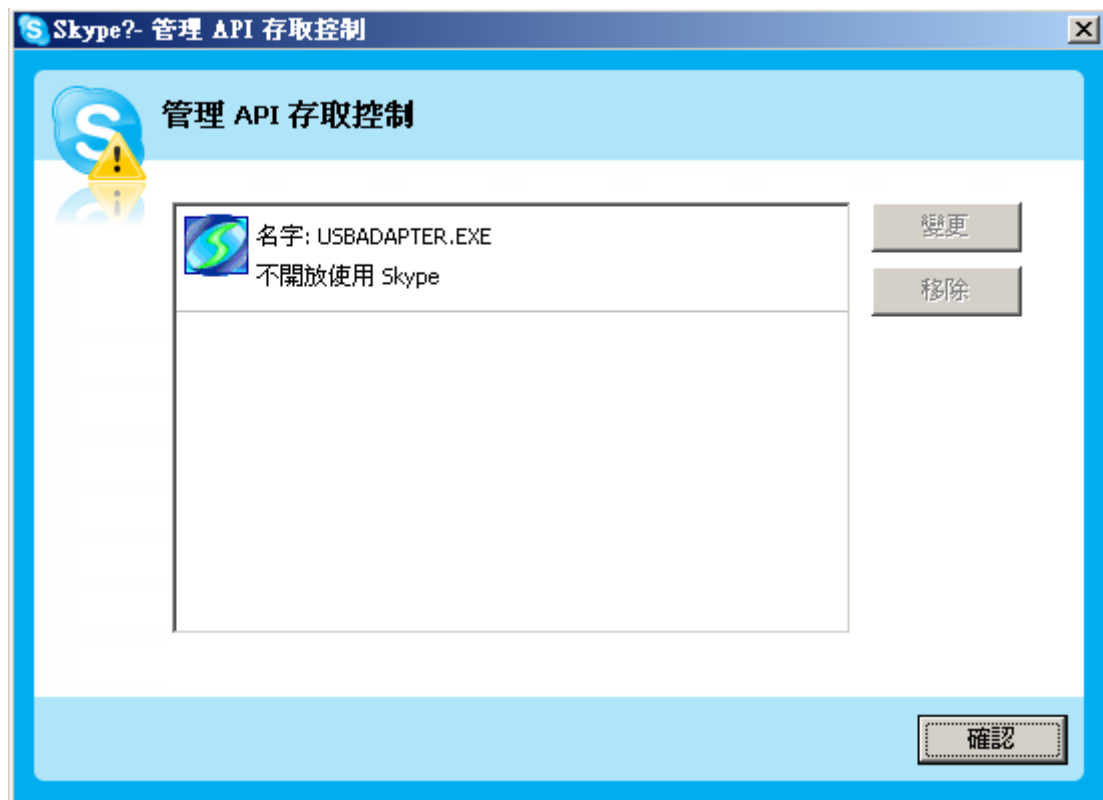 Skype?- 管理 API 存取控制
管理 API 存取控制
名字: USBADAPTER.EXE
不開放使用 Skype
變更
移除
確認